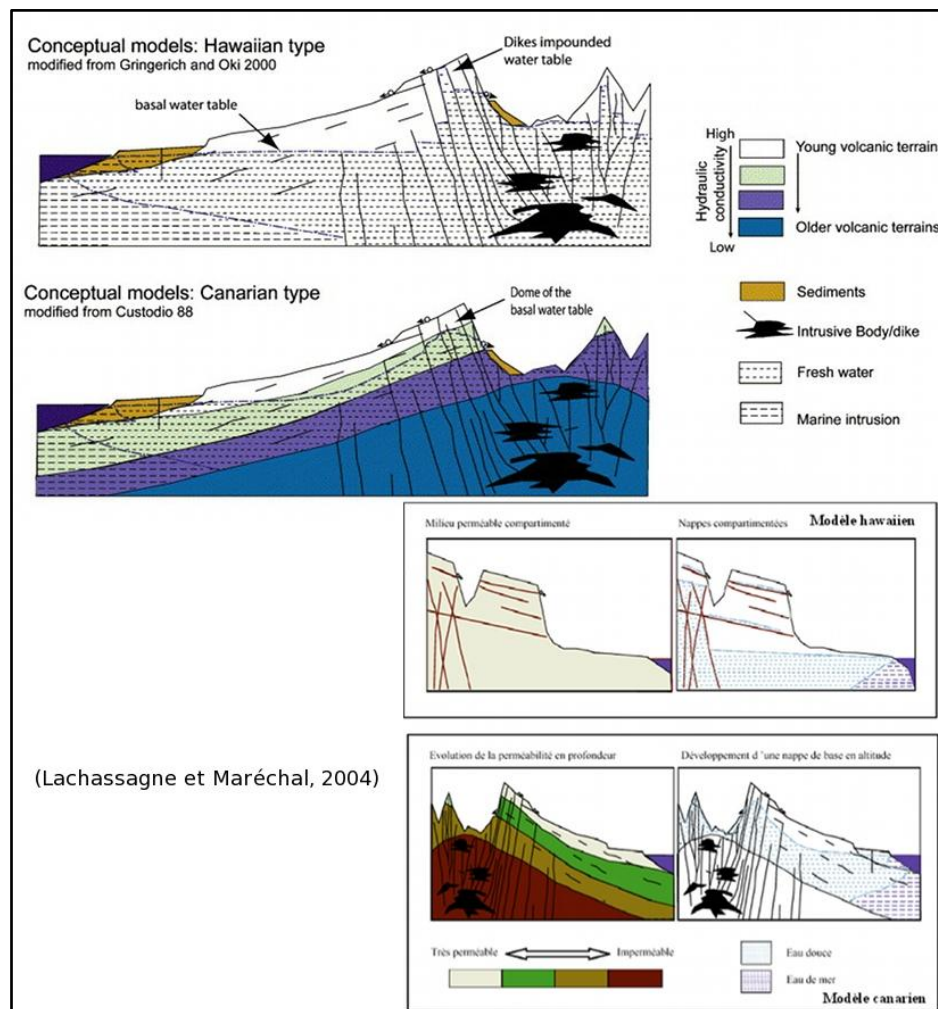 Conceptual models: Hawaiian type
modified from Gringerich and Oki 2000
Dikes impounded
water table
basal water table
High
Hydraulic
conductivity
Low
Young volcanic terrain
Older volcanic terrains
Conceptual models: Canarian type
modified from Custodio 88
Dome of the
basal water table
Sediments
Intrusive Body/dike
Fresh water
Marine intrusion
Milieu perméable compartimenté
Nappes compartimentées
Modèle hawaiien
(Lachassagne et Maréchal, 2004)
Evolution de la perméabilité en profondeur
Développement d 'une nappe de base en altitude
Très perméable
Imperméable
Eau douce
Eau de mer
Modèle canarien